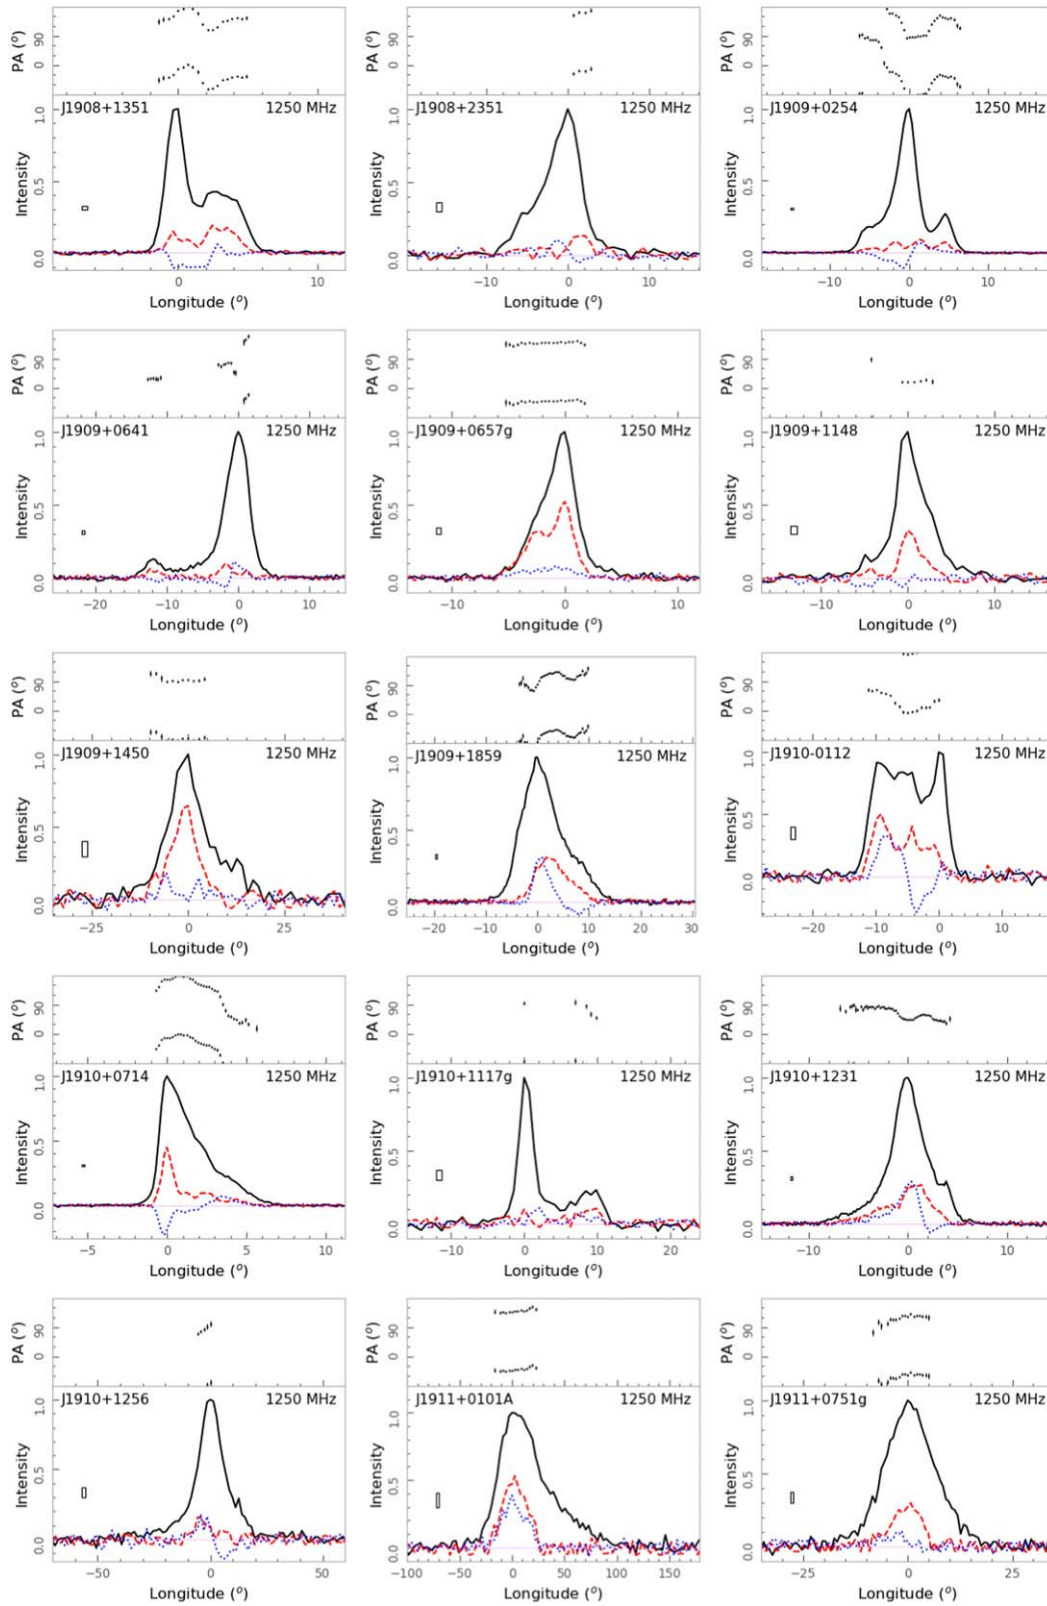 PA (°) 90 0 PA (°) 90 0 PA (°) 90 0
J1908+1351 1250 MHz J1908+2351 1250 MHz J1909+0254 1250 MHz
Intensity 1.0 0.5 0.0 Intensity 1.0 0.5 0.0 Intensity 1.0 0.5 0.0
0 10 −10 0 10 −10 0 10
Longitude (°) Longitude (°) Longitude (°)
PA (°) 90 0 PA (°) 90 0 PA (°) 90 0
J1909+0641 1250 MHz J1909+0657g 1250 MHz J1909+1148 1250 MHz
Intensity 1.0 0.5 0.0 Intensity 1.0 0.5 0.0 Intensity 1.0 0.5 0.0
−20 −10 0 10 −10 0 10 −10 0 10
Longitude (°) Longitude (°) Longitude (°)
PA (°) 90 0 PA (°) 90 0 PA (°) 90 0
J1909+1450 1250 MHz J1909+1859 1250 MHz J1910-0112 1250 MHz
Intensity 1.0 0.5 0.0 Intensity 1.0 0.5 0.0 Intensity 1.0 0.5 0.0
−25 0 25 −20 −10 0 10 20 30 −20 −10 0 10
Longitude (°) Longitude (°) Longitude (°)
PA (°) 90 0 PA (°) 90 0 PA (°) 90 0
J1910+0714 1250 MHz J1910+1117g 1250 MHz J1910+1231 1250 MHz
Intensity 1.0 0.5 0.0 Intensity 1.0 0.5 0.0 Intensity 1.0 0.5 0.0
−5 0 5 10 −10 0 10 20 −10 0 10
Longitude (°) Longitude (°) Longitude (°)
PA (°) 90 0 PA (°) 90 0 PA (°) 90 0
J1910+1256 1250 MHz J1911+0101A 1250 MHz J1911+0751g 1250 MHz
Intensity 1.0 0.5 0.0 Intensity 1.0 0.5 0.0 Intensity 1.0 0.5 0.0
−50 0 50 −100 −50 0 50 100 150 −25 0 25
Longitude (°) Longitude (°) Longitude (°)